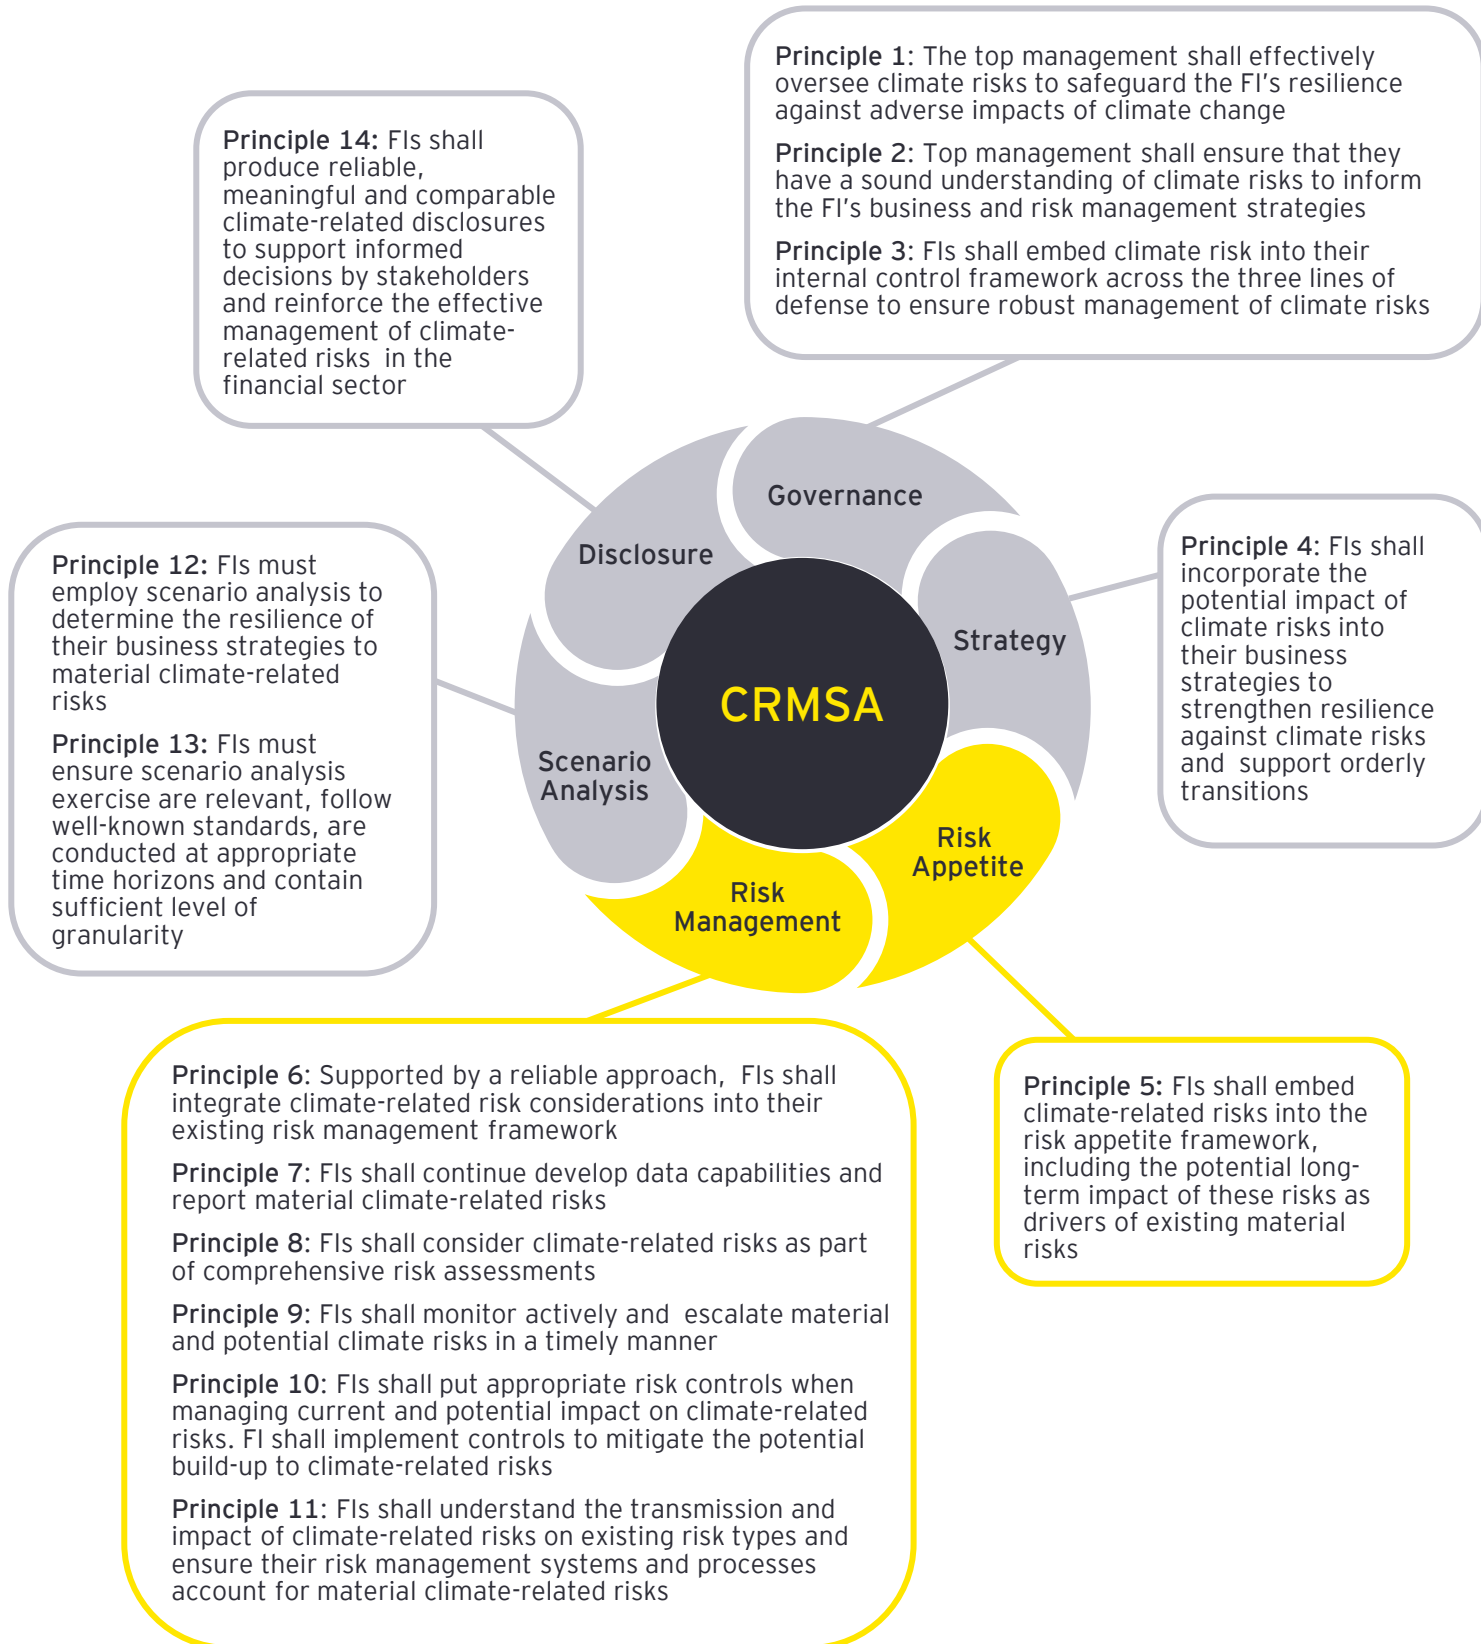 Principle 1: The top management shall effectively
oversee climate risks to safeguard the FI's resilience
against adverse impacts of climate change
Principle 2: Top management shall ensure that they
have a sound understanding of climate risks to inform
the FI's business and risk management strategies
Principle 3: FIs shall embed climate risk into their
internal control framework across the three lines of
defense to ensure robust management of climate risks
Principle 14: FIs shall
produce reliable,
meaningful and comparable
climate-related disclosures
to support informed
decisions by stakeholders
and reinforce the effective
management of climate-
related risks in the
financial sector
Governance
Disclosure
Strategy
CRMSA
Scenario
Analysis
Risk
Appetite
Risk
Management
Principle 4: FIs shall
incorporate the
potential impact of
climate risks into
their business
strategies to
strengthen resilience
against climate risks
and support orderly
transitions
Principle 12: FIs must
employ scenario analysis to
determine the resilience of
their business strategies to
material climate-related
risks
Principle 13: FIs must
ensure scenario analysis
exercise are relevant, follow
well-known standards, are
conducted at appropriate
time horizons and contain
sufficient level of
granularity
Principle 6: Supported by a reliable approach, FIs shall
integrate climate-related risk considerations into their
existing risk management framework
Principle 7: FIs shall continue develop data capabilities and
report material climate-related risks
Principle 8: FIs shall consider climate-related risks as part
of comprehensive risk assessments
Principle 9: FIs shall monitor actively and escalate material
and potential climate risks in a timely manner
Principle 10: FIs shall put appropriate risk controls when
managing current and potential impact on climate-related
risks. FI shall implement controls to mitigate the potential
build-up to climate-related risks
Principle 11: FIs shall understand the transmission and
impact of climate-related risks on existing risk types and
ensure their risk management systems and processes
account for material climate-related risks
Principle 5: FIs shall embed
climate-related risks into the
risk appetite framework,
including the potential long-
term impact of these risks as
drivers of existing material
risks